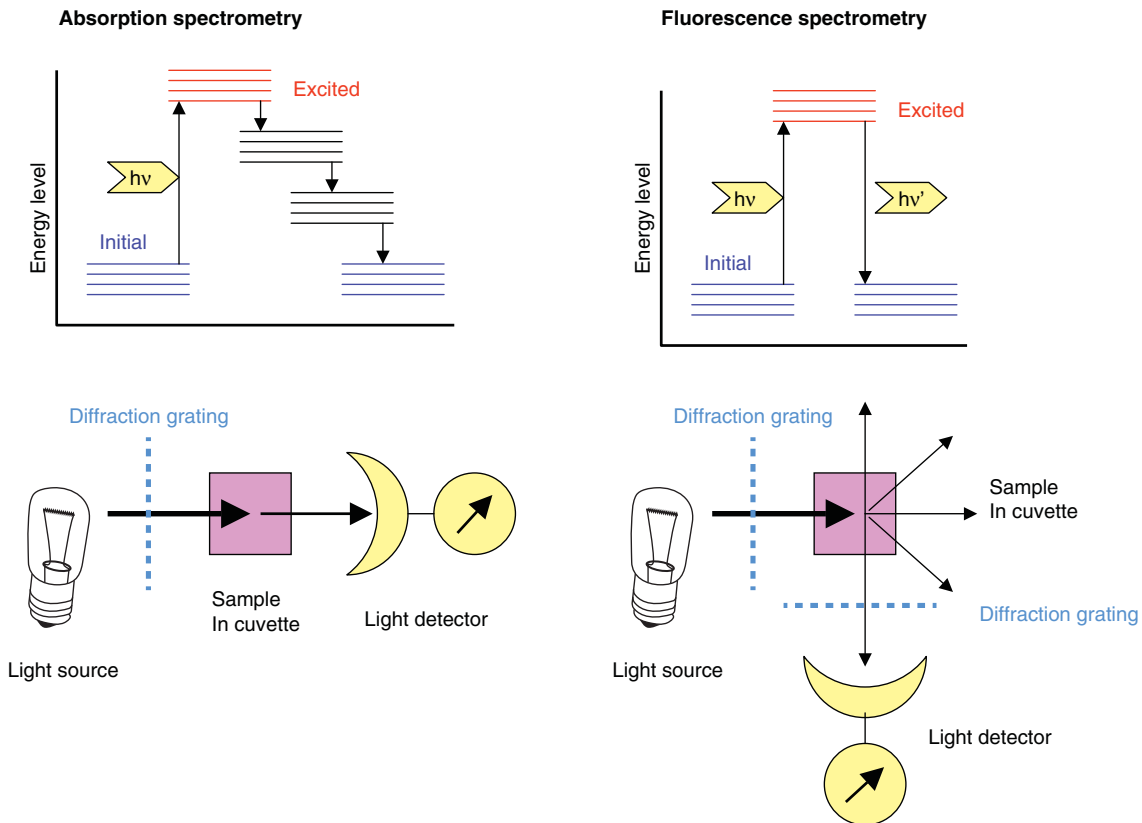 Absorption spectrometry
Energy level
Excited
hν
Initial
Diffraction grating
Sample
In cuvette
Light detector
Light source
Fluorescence spectrometry
Energy level
Excited
hν
hν’
Initial
Diffraction grating
Sample
In cuvette
Diffraction grating
Light source
Light detector